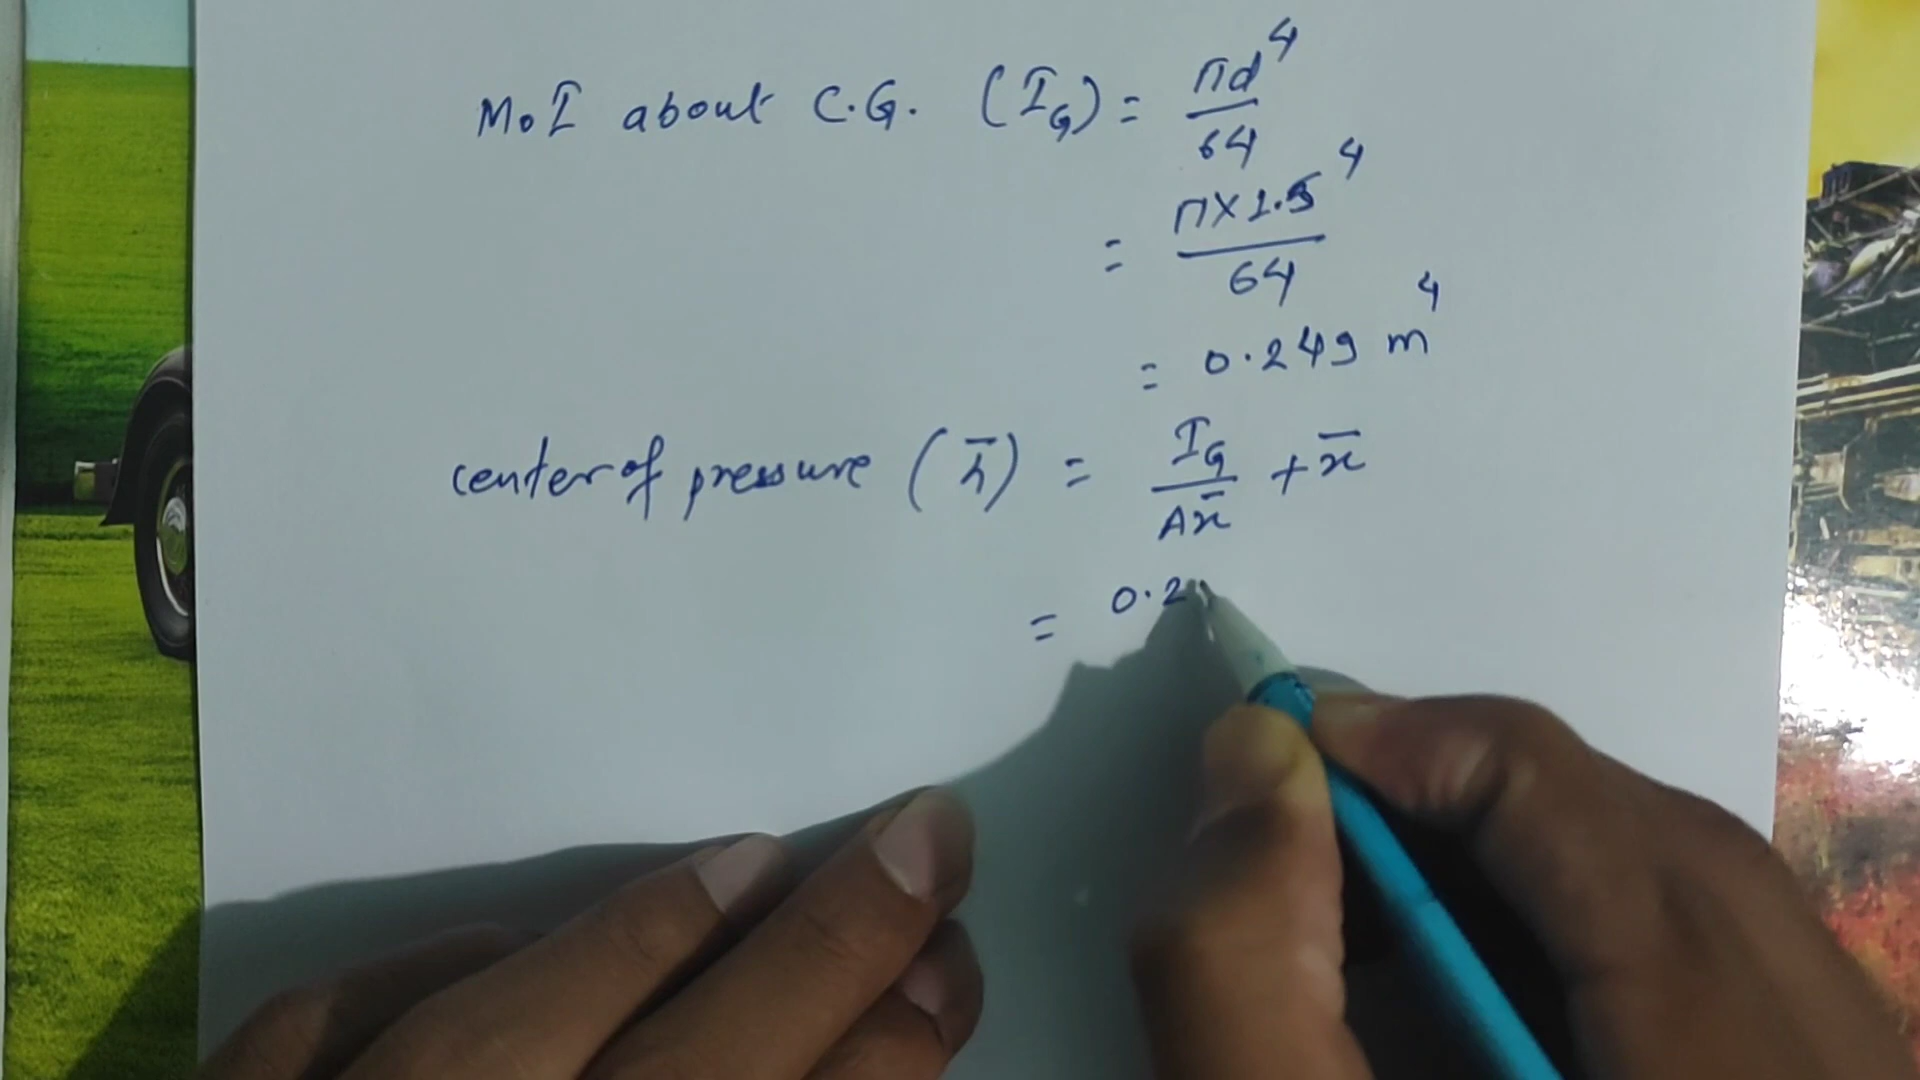 MoI about C.G. (I_G) = πd⁴/64
= π×1.5⁴/64
= 0.249 m⁴
center of pressure (h̄) = I_G/Ax̄ + x̄
= 0.2